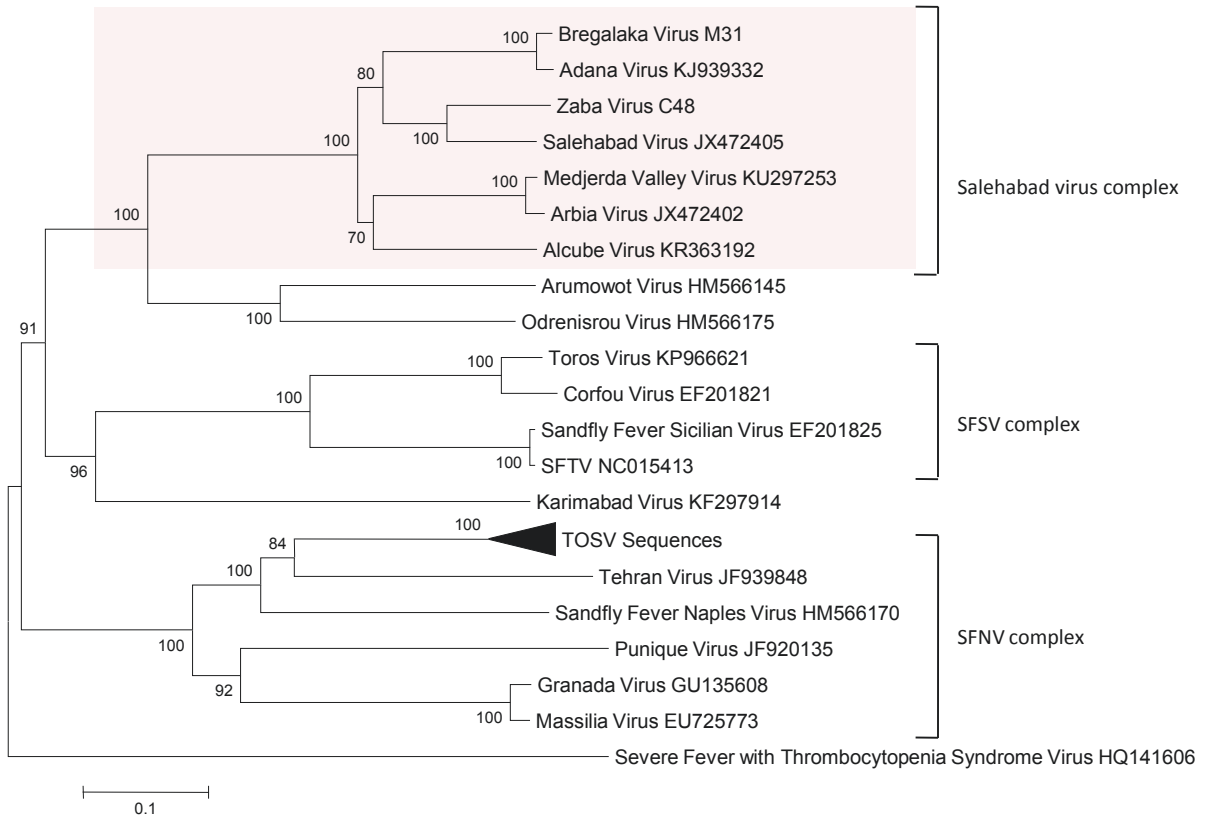 100
Bregalaka Virus M31
Adana Virus KJ939332
80
Zaba Virus C48
100
Salehabad Virus JX472405
100
100
Medjerda Valley Virus KU297253
Arbia Virus JX472402
70
Alcube Virus KR363192
Salehabad virus complex
100
Arumowot Virus HM566145
100
Odrenisrou Virus HM566175
91
100
Toros Virus KP966621
Corfou Virus EF201821
100
Sandfly Fever Sicilian Virus EF201825
100
SFTV NC015413
SFSV complex
96
Karimabad Virus KF297914
100
TOSV Sequences
84
Tehran Virus JF939848
100
Sandfly Fever Naples Virus HM566170
100
Punique Virus JF920135
92
Granada Virus GU135608
100
Massilia Virus EU725773
SFNV complex
Severe Fever with Thrombocytopenia Syndrome Virus HQ141606
0.1